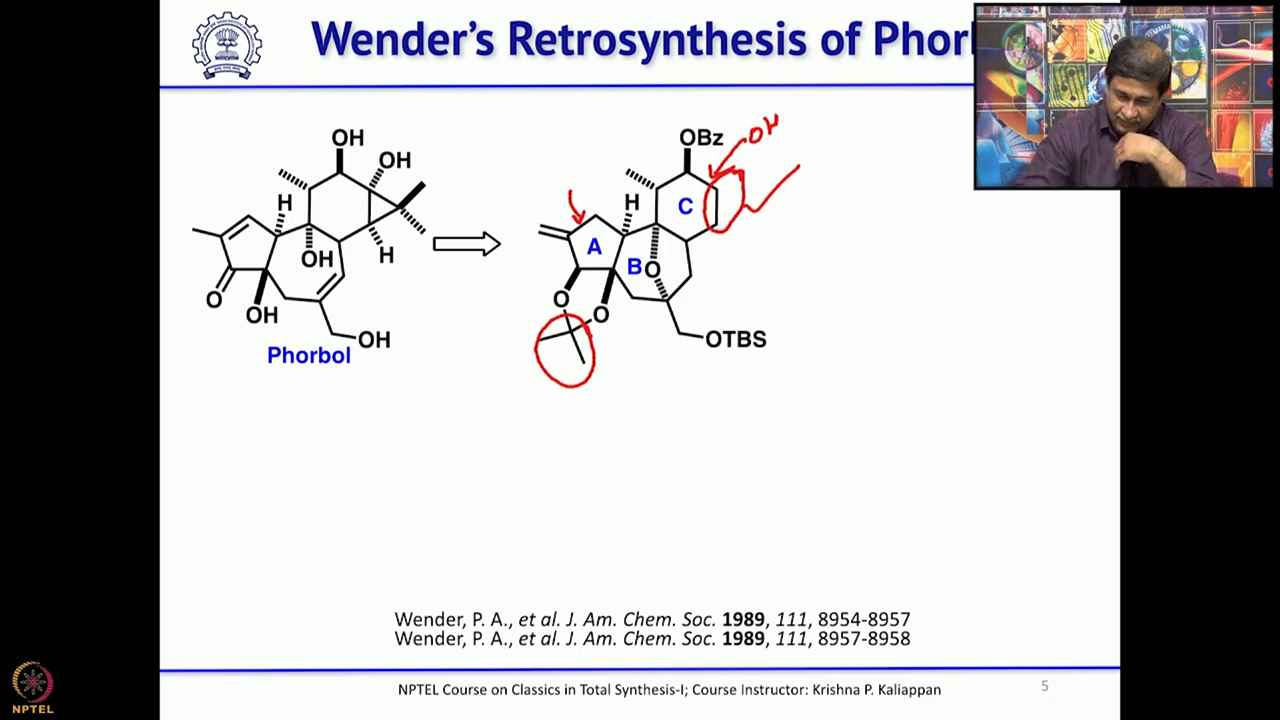 Wender's Retrosynthesis of Phor
OH
OH
H
OH
H
O
OH
OH
Phorbol
OBz
OH
H
C
A
B
O
O
O
OTBS
Wender, P. A., et al. J. Am. Chem. Soc. 1989, 111, 8954-8957
Wender, P. A., et al. J. Am. Chem. Soc. 1989, 111, 8957-8958
NPTEL Course on Classics in Total Synthesis-I; Course Instructor: Krishna P. Kaliappan
5
NPTEL